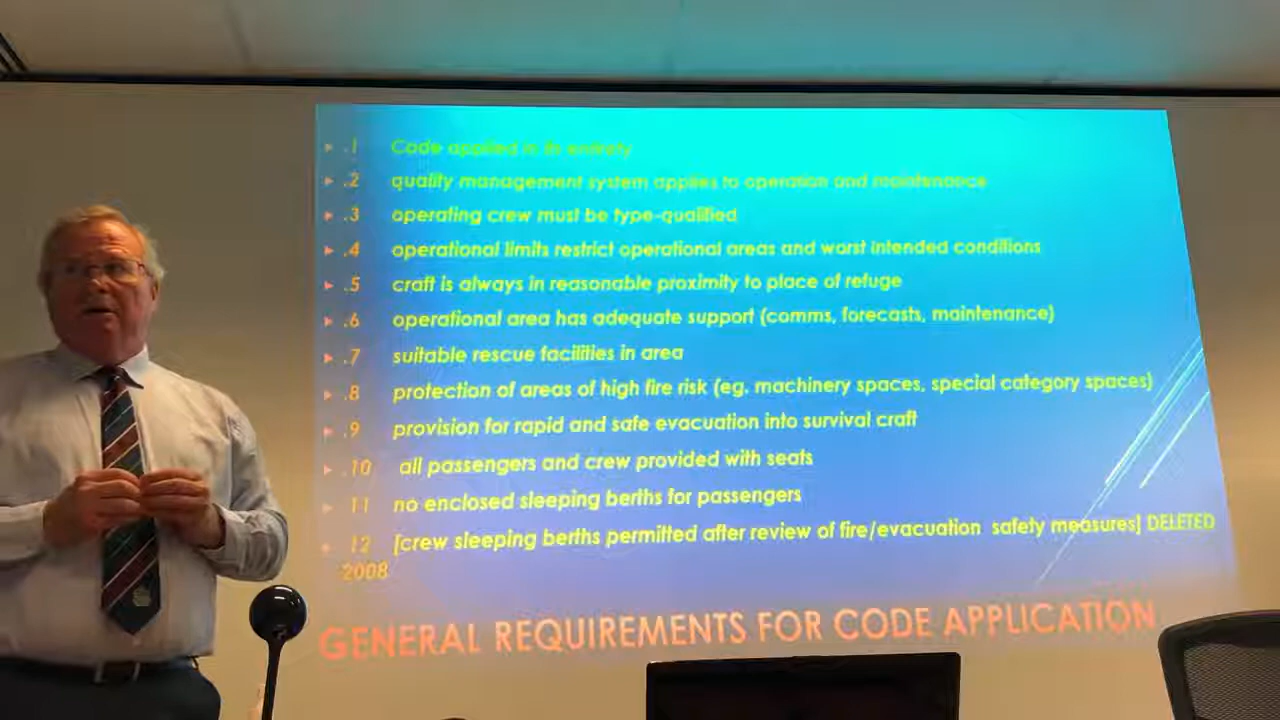 .1 Code applied in its entirety
.2 quality management system applies to operation and maintenance
.3 operating crew must be type-qualified
.4 operational limits restrict operational areas and worst intended conditions
.5 craft is always in reasonable proximity to place of refuge
.6 operational area has adequate support (comms, forecasts, maintenance)
.7 suitable rescue facilities in area
.8 protection of areas of high fire risk (eg. machinery spaces, special category spaces)
.9 provision for rapid and safe evacuation into survival craft
.10 all passengers and crew provided with seats
11 no enclosed sleeping berths for passengers
12 [crew sleeping berths permitted after review of fire/evacuation safety measures] DELETED
2008
GENERAL REQUIREMENTS FOR CODE APPLICATION